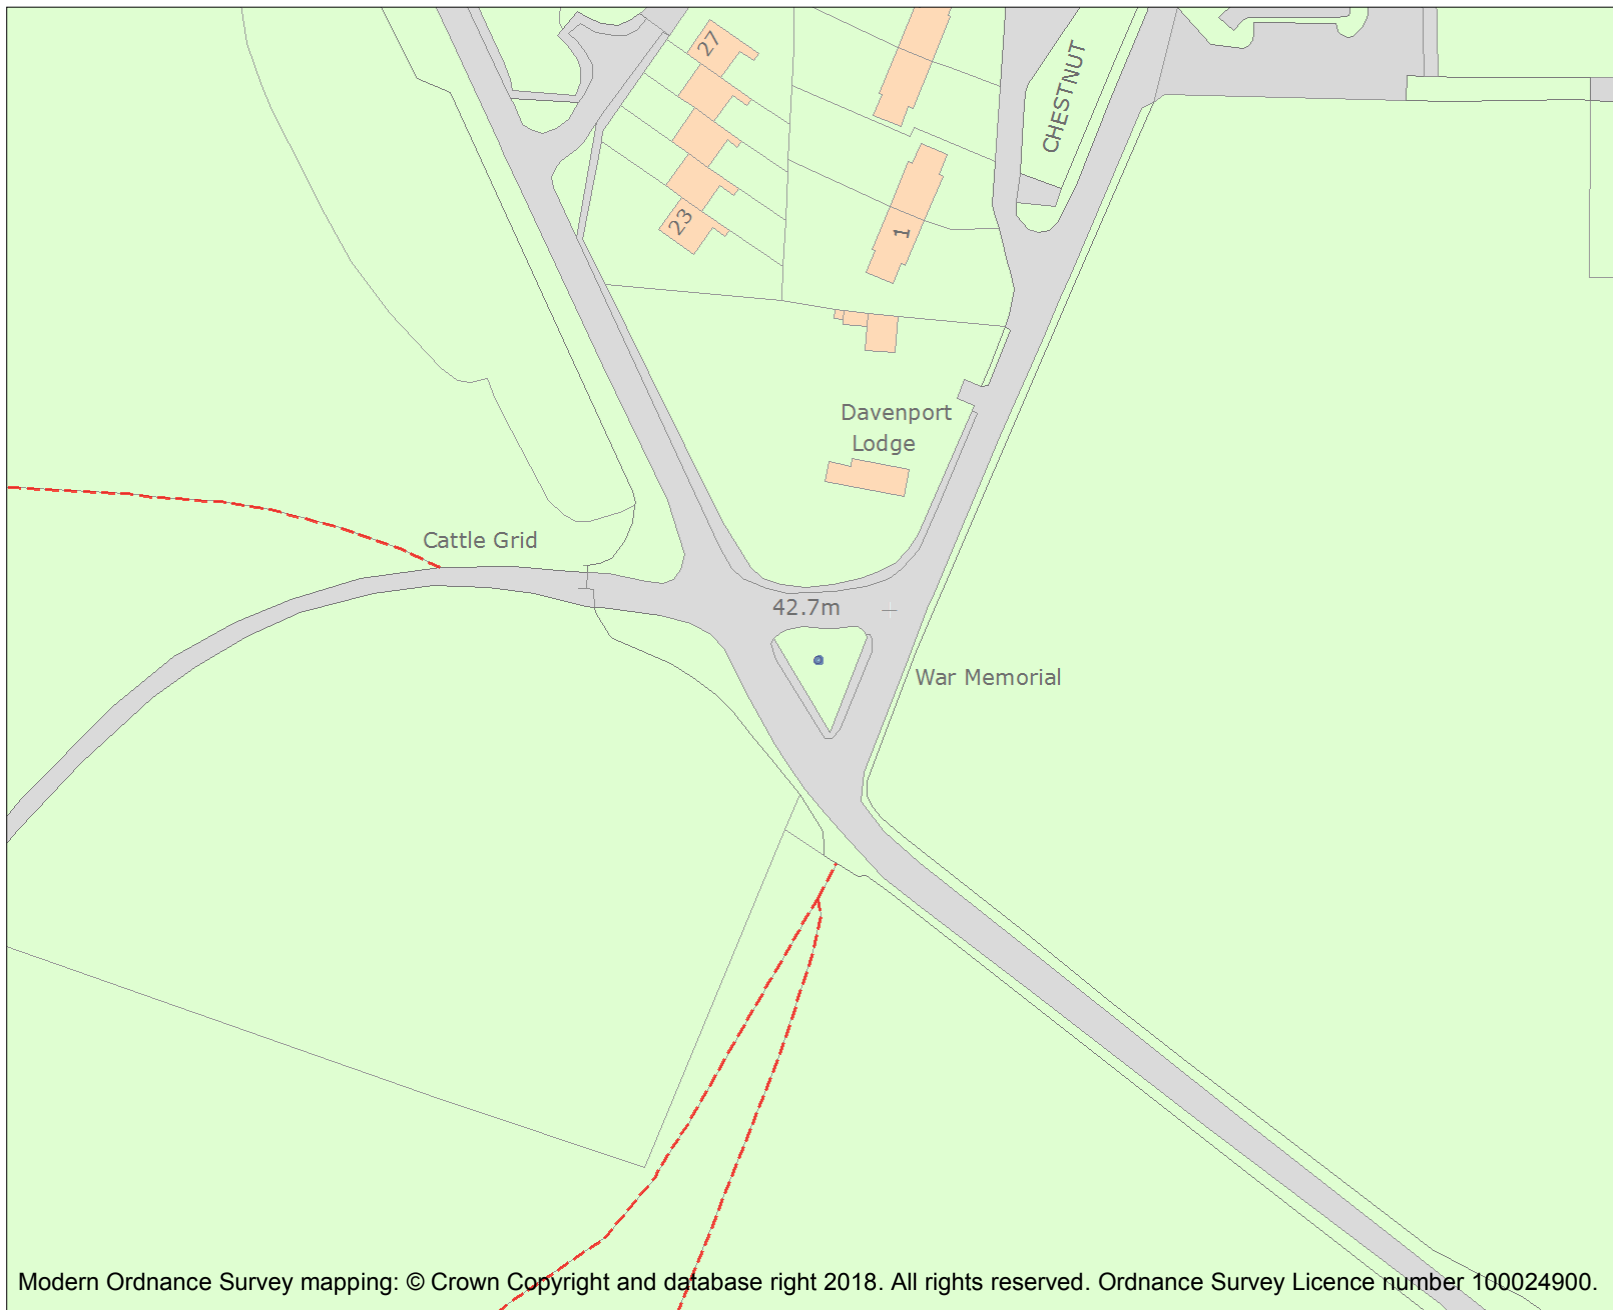 27
CHESTNUT
23
1
Davenport
Lodge
Cattle Grid
42.7m
War Memorial
Modern Ordnance Survey mapping: © Crown Copyright and database right 2018. All rights reserved. Ordnance Survey Licence number 100024900.